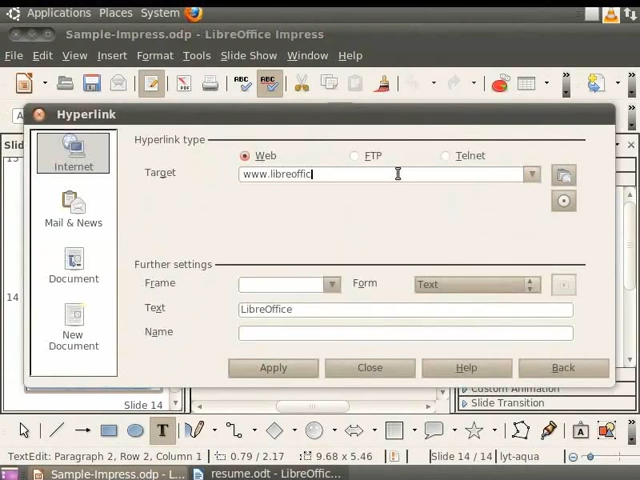 Applications Places System
Sample-Impress.odp - LibreOffice Impress
File Edit View Insert Format Tools Slide Show Window Help
ABC ABC
Hyperlink
Internet
Mail & News
Document
New
Document
Hyperlink type
Web FTP Telnet
Target www.libreoffic
Further settings
Frame Form Text
Text LibreOffice
Name
Apply Close Help Back
14
Slide 14
Custom Animation
Slide Transition
T
TextEdit: Paragraph 2, Row 2, Column 1 0.79 / 2.17 9.68 x 5.46 Slide 14 / 14 lyt-aqua
Sample-Impress.odp - L... resume.odt - LibreOffic...